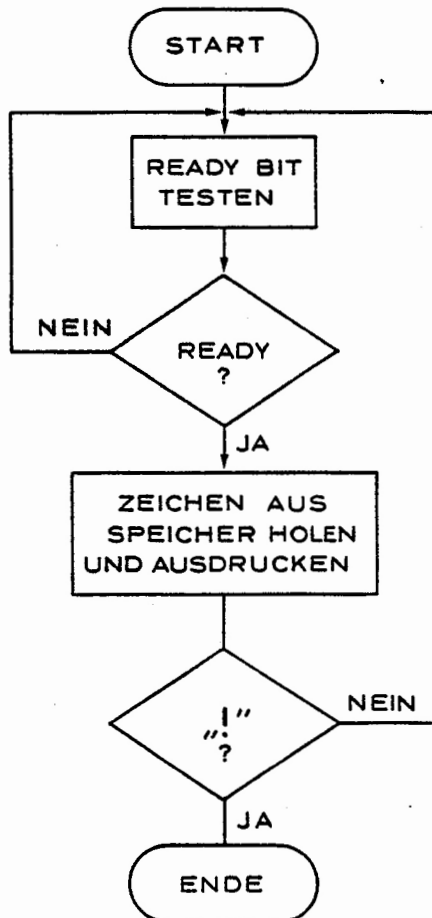 START
READY BIT
TESTEN
NEIN
READY
?
JA
ZEICHEN AUS
SPEICHER HOLEN
UND AUSDRUCKEN
„!”
?
NEIN
JA
ENDE